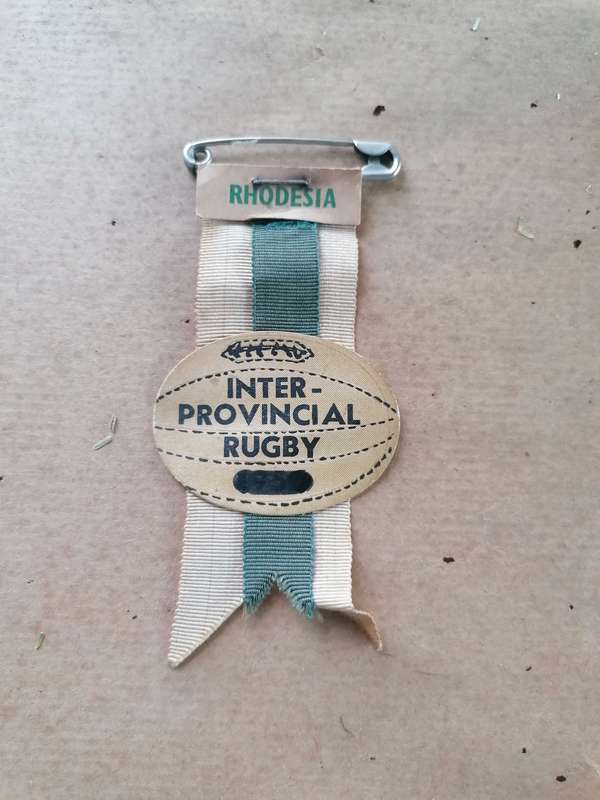 RHODESIA
INTER-
PROVINCIAL
RUGBY